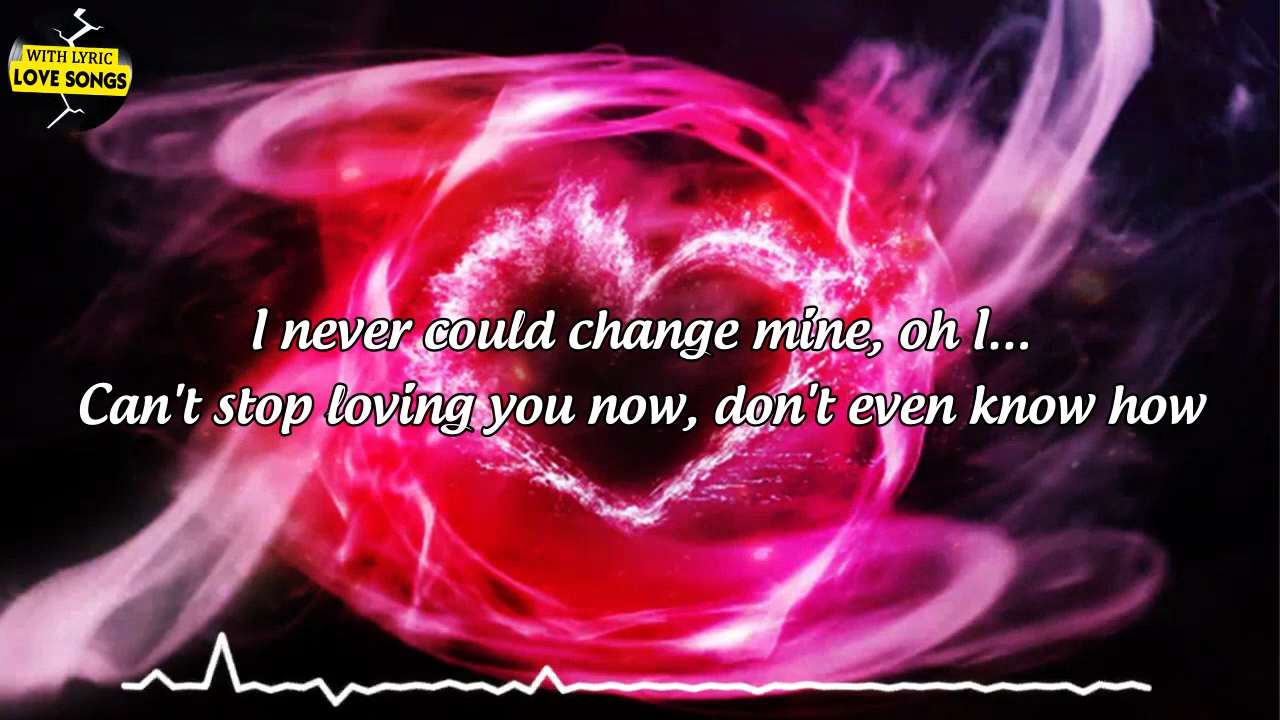 WITH LYRIC
LOVE SONGS
I never could change mine, oh I...
Can't stop loving you now, don't even know how